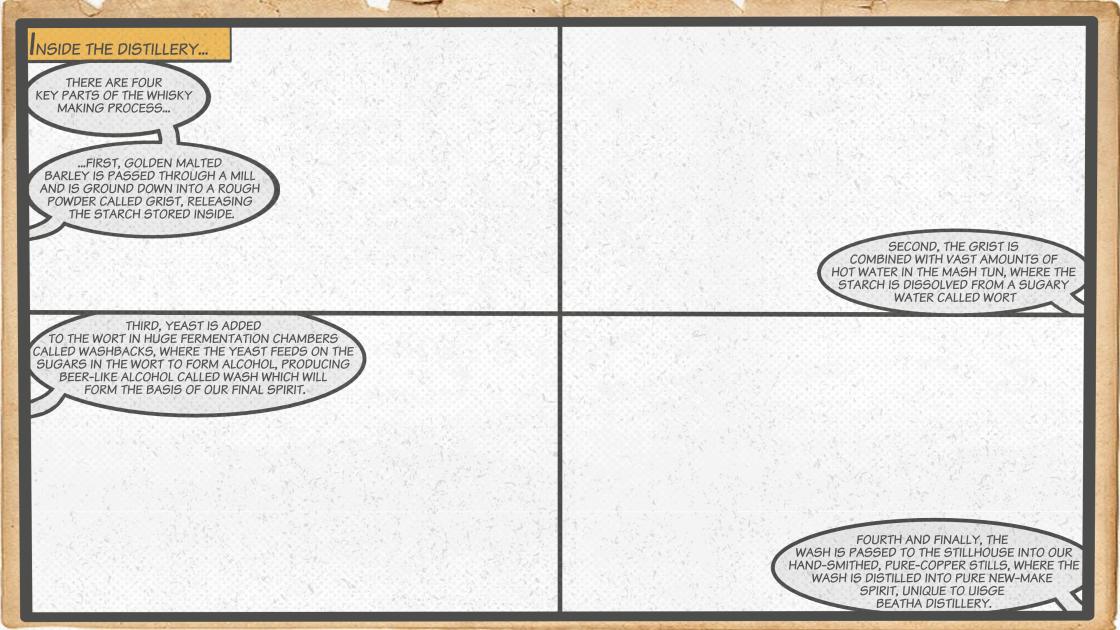 INSIDE THE DISTILLERY...
THERE ARE FOUR
KEY PARTS OF THE WHISKY
MAKING PROCESS...
...FIRST, GOLDEN MALTED
BARLEY IS PASSED THROUGH A MILL
AND IS GROUND DOWN INTO A ROUGH
POWDER CALLED GRIST, RELEASING
THE STARCH STORED INSIDE.
SECOND, THE GRIST IS
COMBINED WITH VAST AMOUNTS OF
HOT WATER IN THE MASH TUN, WHERE THE
STARCH IS DISSOLVED FROM A SUGARY
WATER CALLED WORT
THIRD, YEAST IS ADDED
TO THE WORT IN HUGE FERMENTATION CHAMBERS
CALLED WASHBACKS, WHERE THE YEAST FEEDS ON THE
SUGARS IN THE WORT TO FORM ALCOHOL, PRODUCING
BEER-LIKE ALCOHOL CALLED WASH WHICH WILL
FORM THE BASIS OF OUR FINAL SPIRIT.
FOURTH AND FINALLY, THE
WASH IS PASSED TO THE STILLHOUSE INTO OUR
HAND-SMITHED, PURE-COPPER STILLS, WHERE THE
WASH IS DISTILLED INTO PURE NEW-MAKE
SPIRIT, UNIQUE TO UISGE
BEATHA DISTILLERY.